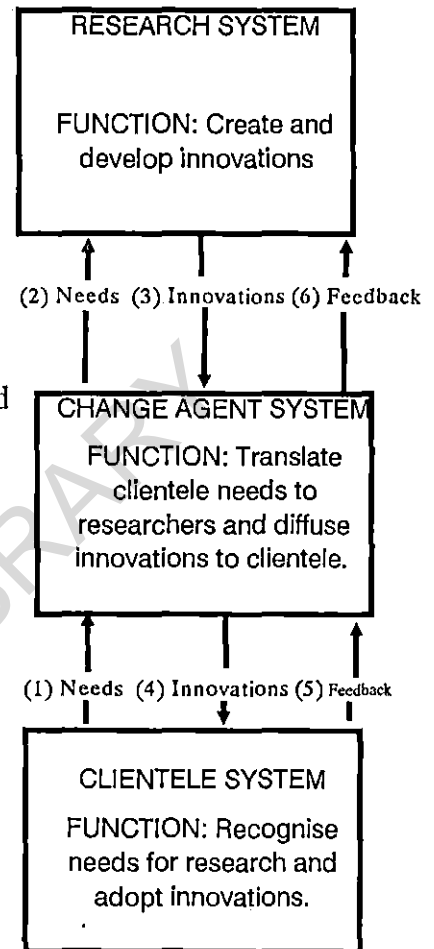 RESEARCH SYSTEM
FUNCTION: Create and
develop innovations
(2) Needs (3) Innovations (6) Feedback
d
CHANGE AGENT SYSTEM
FUNCTION: Translate
clientele needs to
researchers and diffuse
innovations to clientele.
(1) Needs (4) Innovations (5) Feedback
CLIENTELE SYSTEM
FUNCTION: Recognise
needs for research and
adopt innovations.